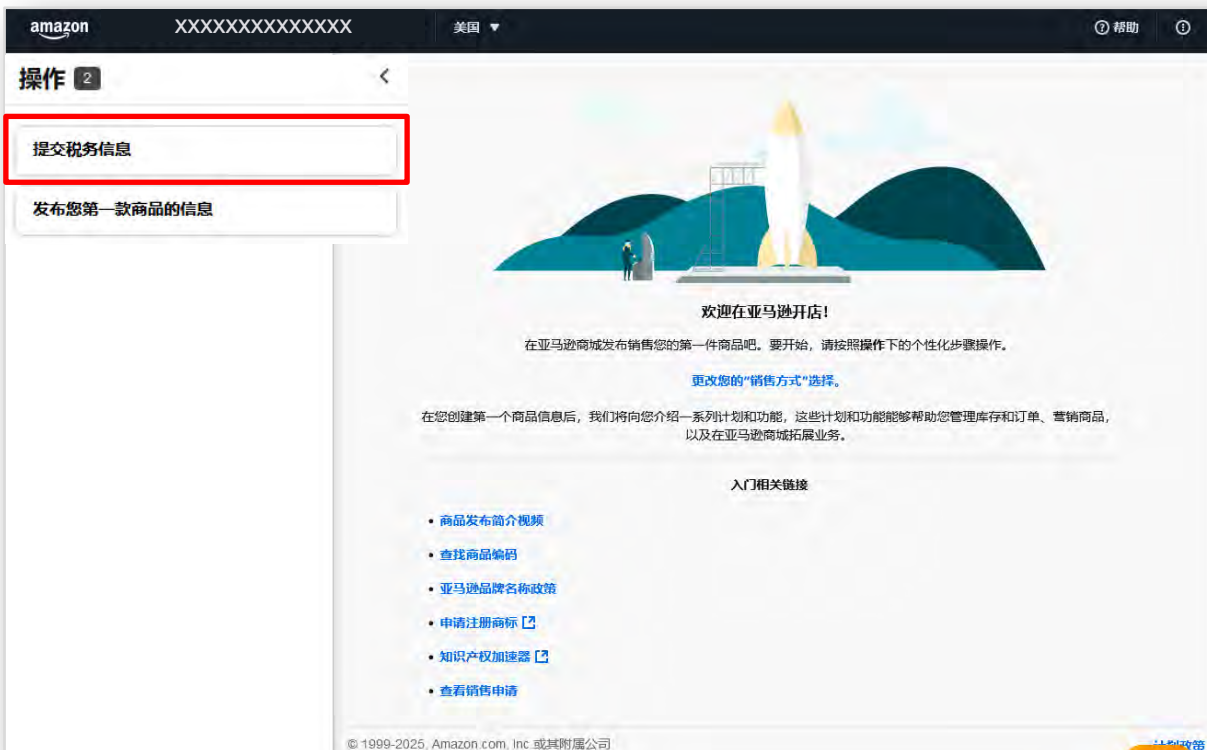 amazon XXXXXXXXXXXXXX 美国 ▼ 帮助
操作 2
提交税务信息
发布您第一款商品的信息
欢迎在亚马逊开店！
在亚马逊商城发布销售您的第一件商品吧。要开始，请按照操作下的个性化步骤操作。
更改您的“销售方式”选择。
在您创建第一个商品信息后，我们将向您介绍一系列计划和功能，这些计划和功能能够帮助您管理库存和订单、营销商品，
以及在亚马逊商城拓展业务。
入门相关链接
• 商品发布简介视频
• 查找商品编码
• 亚马逊品牌名称政策
• 申请注册商标
• 知识产权加速器
• 查看销售申请
© 1999-2025, Amazon.com, Inc 或其附属公司 计划政策